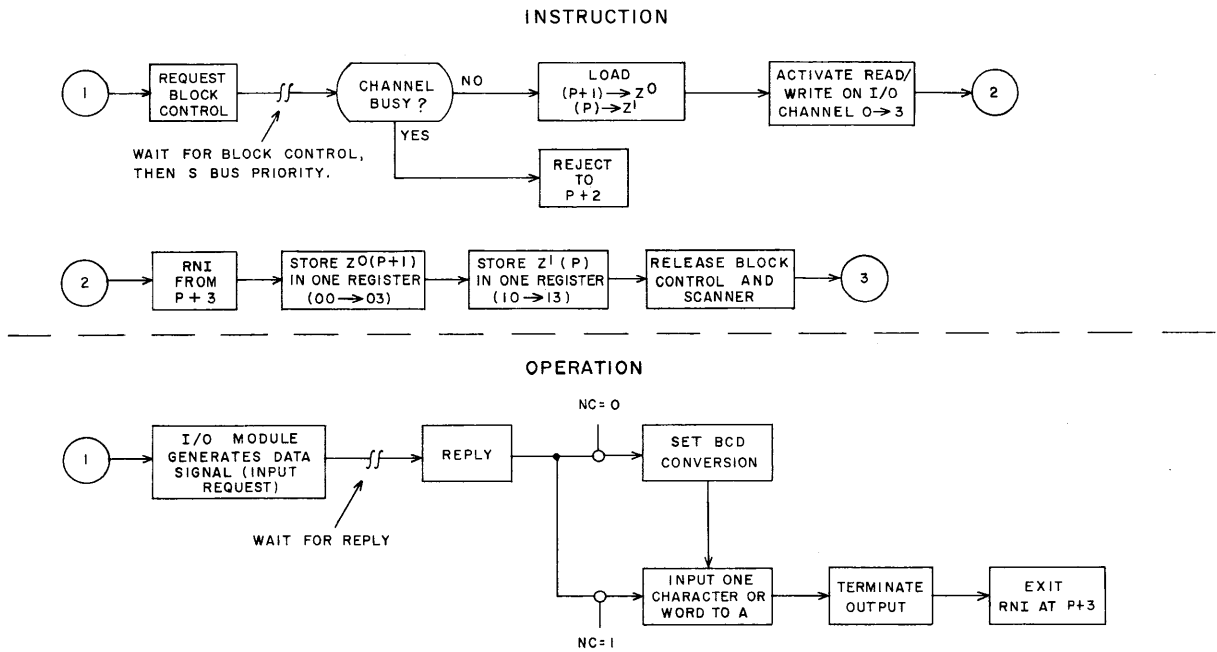 INSTRUCTION
1
REQUEST
BLOCK
CONTROL
WAIT FOR BLOCK CONTROL,
THEN S BUS PRIORITY.
CHANNEL
BUSY ?
NO
YES
REJECT
TO
P+2
LOAD
(P+1)→Z⁰
(P)→Z¹
ACTIVATE READ/
WRITE ON I/O
CHANNEL 0→3
2
2
RNI
FROM
P + 3
STORE Z⁰(P+1)
IN ONE REGISTER
(00→03)
STORE Z¹ (P)
IN ONE REGISTER
(10→13)
RELEASE BLOCK
CONTROL AND
SCANNER
3
OPERATION
1
I/O MODULE
GENERATES DATA
SIGNAL (INPUT
REQUEST)
WAIT FOR REPLY
REPLY
NC=0
SET BCD
CONVERSION
NC=1
INPUT ONE
CHARACTER OR
WORD TO A
TERMINATE
OUTPUT
EXIT
RNI AT P+3